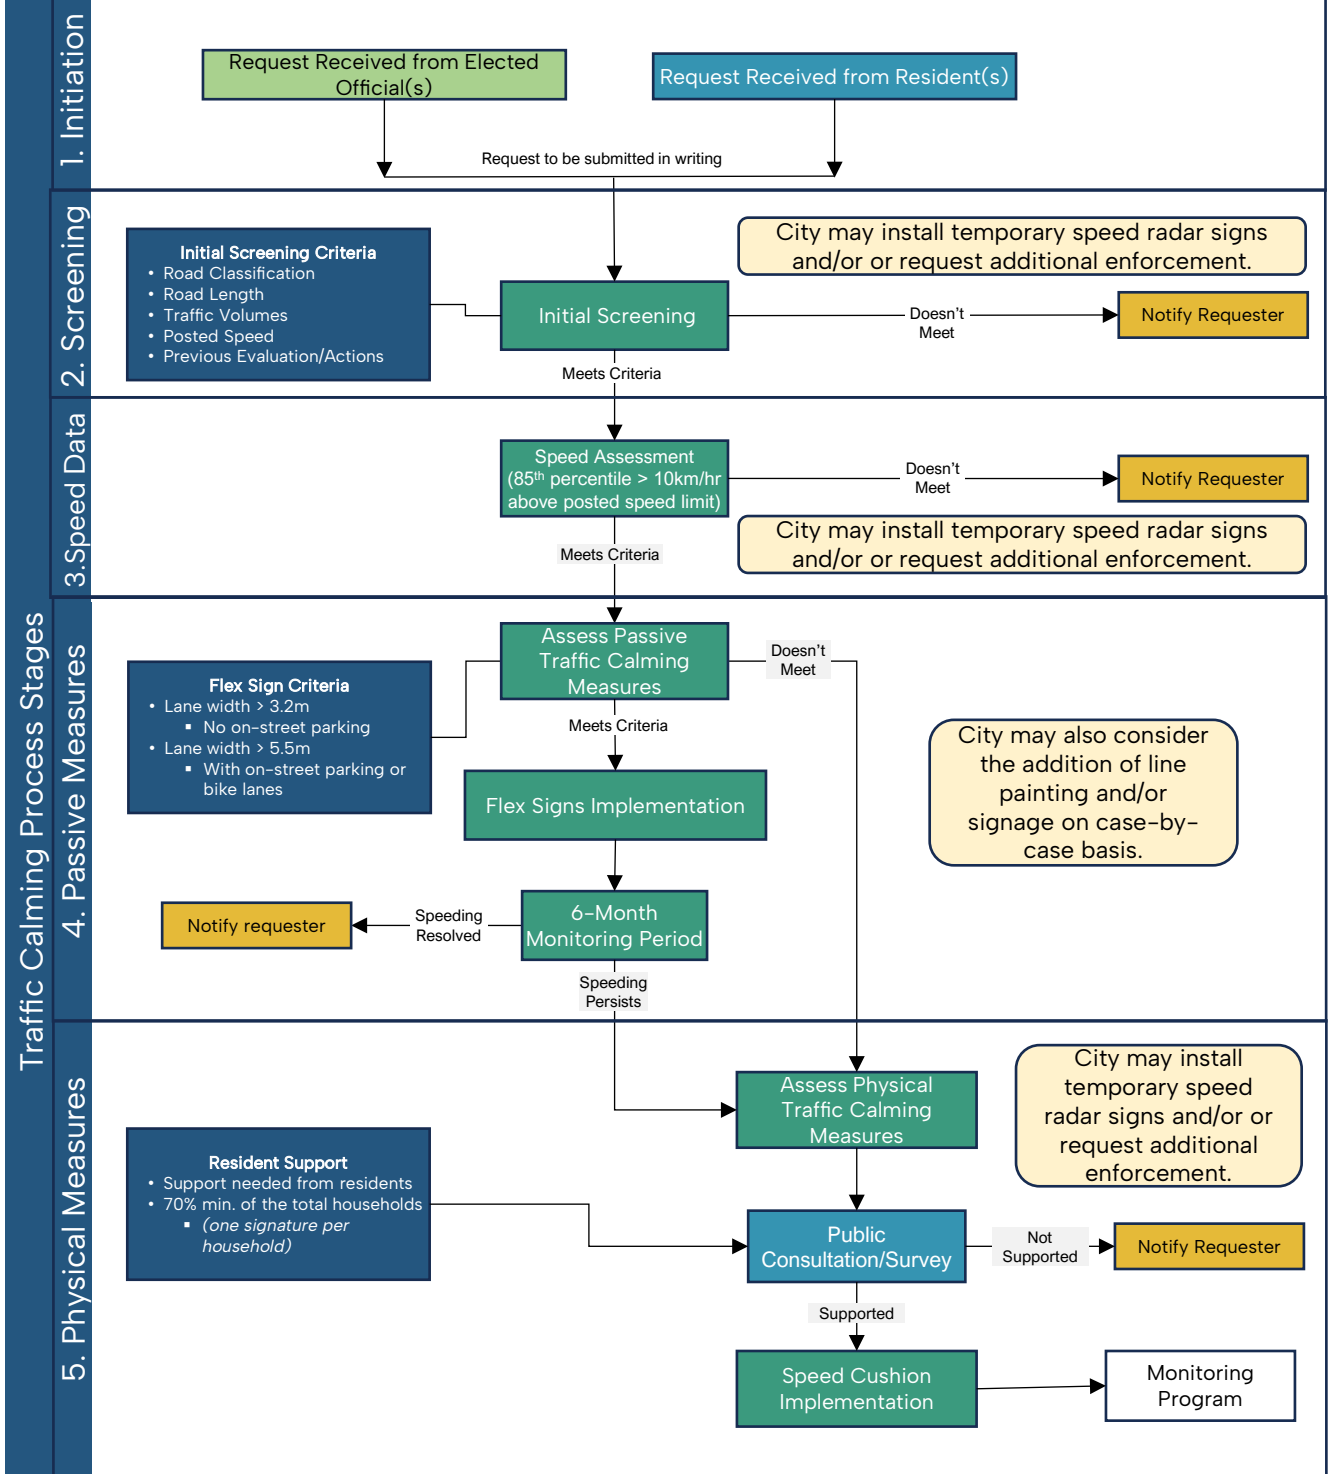 Traffic Calming Process Stages
1. Initiation
Request Received from Elected
Official(s)
Request Received from Resident(s)
Request to be submitted in writing
2. Screening
Initial Screening Criteria
• Road Classification
• Road Length
• Traffic Volumes
• Posted Speed
• Previous Evaluation/Actions
City may install temporary speed radar signs
and/or or request additional enforcement.
Initial Screening
Doesn't
Meet
Notify Requester
Meets Criteria
3.Speed Data
Speed Assessment
(85th percentile > 10km/hr
above posted speed limit)
Doesn't
Meet
Notify Requester
City may install temporary speed radar signs
and/or or request additional enforcement.
Meets Criteria
4. Passive Measures
Assess Passive
Traffic Calming
Measures
Doesn't
Meet
Flex Sign Criteria
• Lane width > 3.2m
▪ No on-street parking
• Lane width > 5.5m
▪ With on-street parking or
bike lanes
Meets Criteria
Flex Signs Implementation
City may also consider
the addition of line
painting and/or
signage on case-by-
case basis.
6-Month
Monitoring Period
Speeding
Resolved
Notify requester
Speeding
Persists
5. Physical Measures
Assess Physical
Traffic Calming
Measures
City may install
temporary speed
radar signs and/or or
request additional
enforcement.
Resident Support
• Support needed from residents
• 70% min. of the total households
▪ (one signature per
household)
Public
Consultation/Survey
Not
Supported
Notify Requester
Supported
Speed Cushion
Implementation
Monitoring
Program